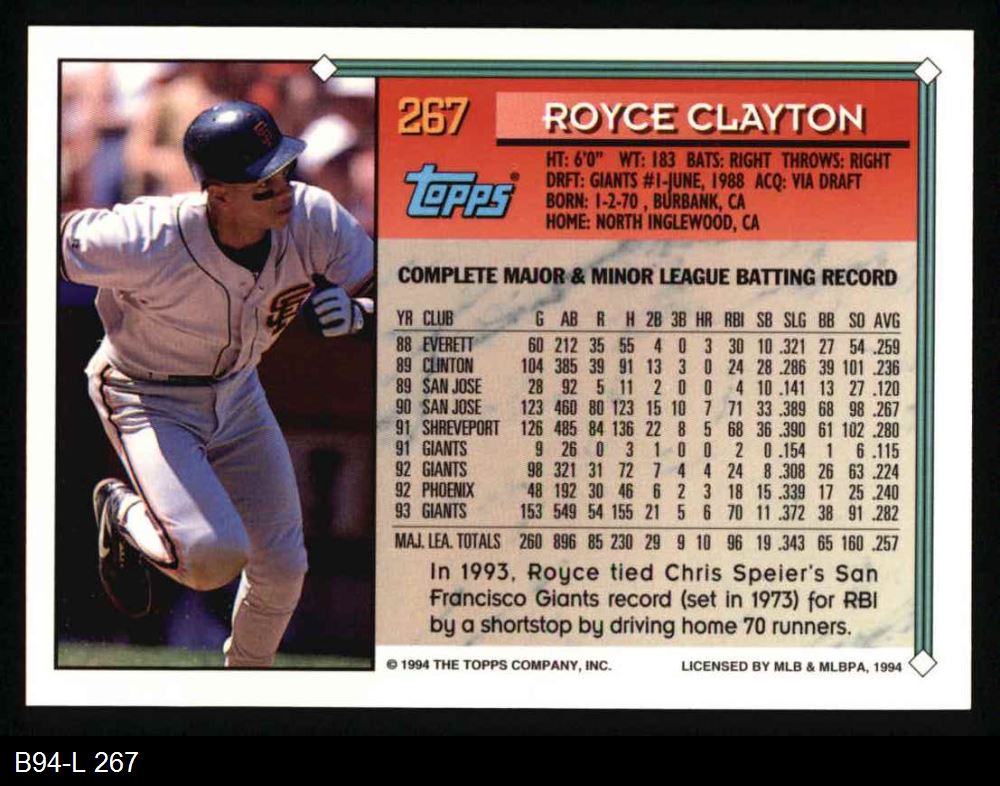 267
ROYCE CLAYTON
topps®
HT: 6'0" WT: 183 BATS: RIGHT THROWS: RIGHT
DRFT: GIANTS #1-JUNE, 1988 ACQ: VIA DRAFT
BORN: 1-2-70 , BURBANK, CA
HOME: NORTH INGLEWOOD, CA
COMPLETE MAJOR & MINOR LEAGUE BATTING RECORD
YR CLUB G AB R H 2B 3B HR RBI SB SLG BB SO AVG
88 EVERETT 60 212 35 55 4 0 3 30 10 .321 27 54 .259
89 CLINTON 104 385 39 91 13 3 0 24 28 .286 39 101 .236
89 SAN JOSE 28 92 5 11 2 0 0 4 10 .141 13 27 .120
90 SAN JOSE 123 460 80 123 15 10 7 71 33 .389 68 98 .267
91 SHREVEPORT 126 485 84 136 22 8 5 68 36 .390 61 102 .280
91 GIANTS 9 26 0 3 1 0 0 2 0 .154 1 6 .115
92 GIANTS 98 321 31 72 7 4 4 24 8 .308 26 63 .224
92 PHOENIX 48 192 30 46 6 2 3 18 15 .339 17 25 .240
93 GIANTS 153 549 54 155 21 5 6 70 11 .372 38 91 .282
MAJ. LEA. TOTALS 260 896 85 230 29 9 10 96 19 .343 65 160 .257
In 1993, Royce tied Chris Speier's San
Francisco Giants record (set in 1973) for RBI
by a shortstop by driving home 70 runners.
© 1994 THE TOPPS COMPANY, INC. LICENSED BY MLB & MLBPA, 1994
SF
SF
B94-L 267